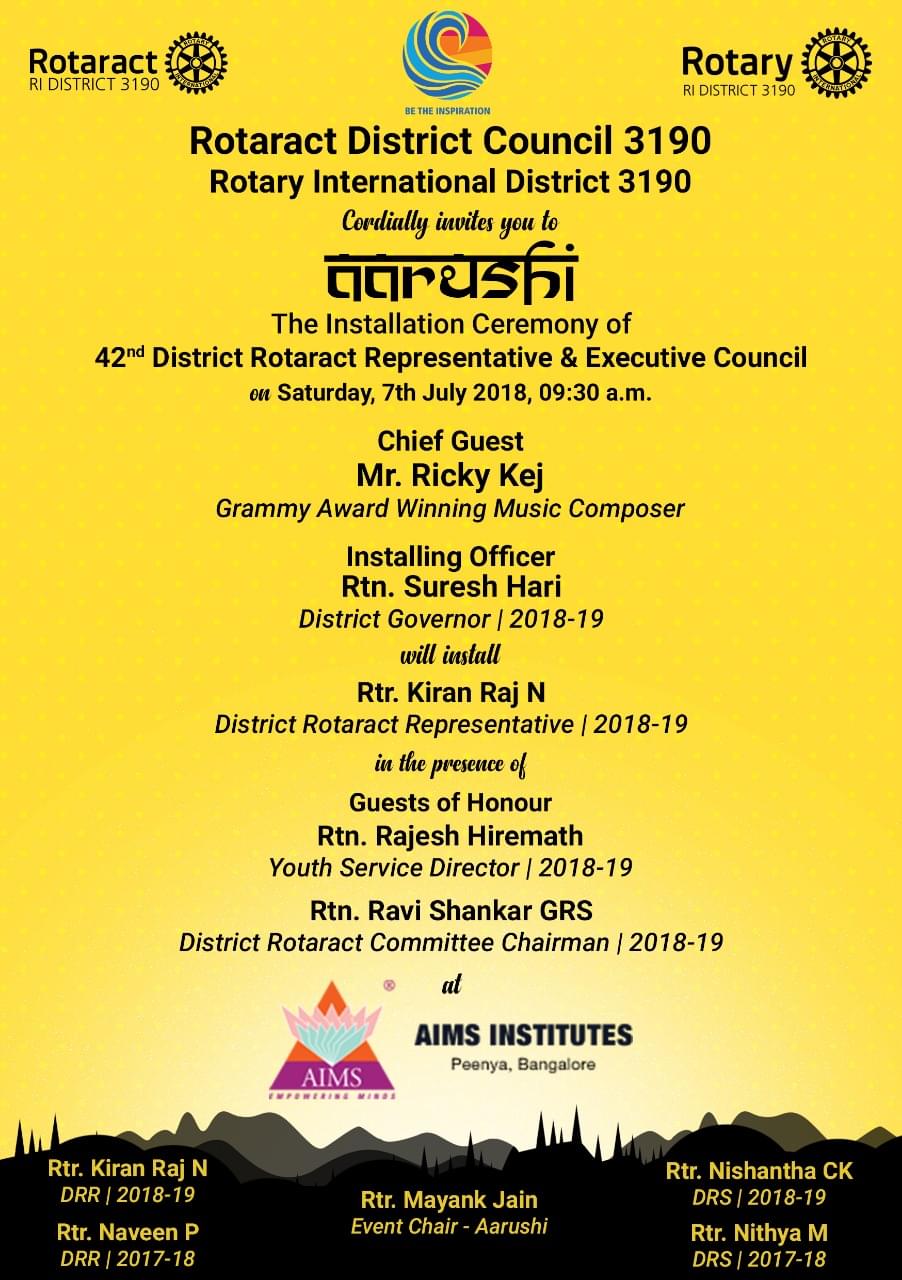 Rotaract
RI DISTRICT 3190
ROTARY
INTERNATIONAL
BE THE INSPIRATION
Rotary
RI DISTRICT 3190
ROTARY
INTERNATIONAL
Rotaract District Council 3190
Rotary International District 3190
Cordially invites you to
aarushi
The Installation Ceremony of
42nd District Rotaract Representative & Executive Council
on Saturday, 7th July 2018, 09:30 a.m.
Chief Guest
Mr. Ricky Kej
Grammy Award Winning Music Composer
Installing Officer
Rtn. Suresh Hari
District Governor | 2018-19
will install
Rtr. Kiran Raj N
District Rotaract Representative | 2018-19
in the presence of
Guests of Honour
Rtn. Rajesh Hiremath
Youth Service Director | 2018-19
Rtn. Ravi Shankar GRS
District Rotaract Committee Chairman | 2018-19
at
®
AIMS
EMPOWERING MINDS
AIMS INSTITUTES
Peenya, Bangalore
Rtr. Kiran Raj N
DRR | 2018-19
Rtr. Naveen P
DRR | 2017-18
Rtr. Mayank Jain
Event Chair - Aarushi
Rtr. Nishantha CK
DRS | 2018-19
Rtr. Nithya M
DRS | 2017-18